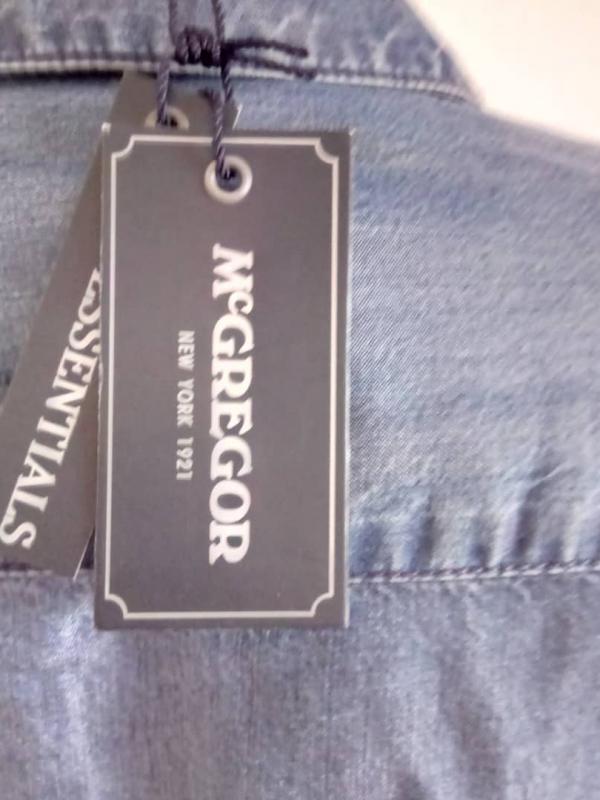 McGREGOR
NEW YORK 1921
ESSENTIALS